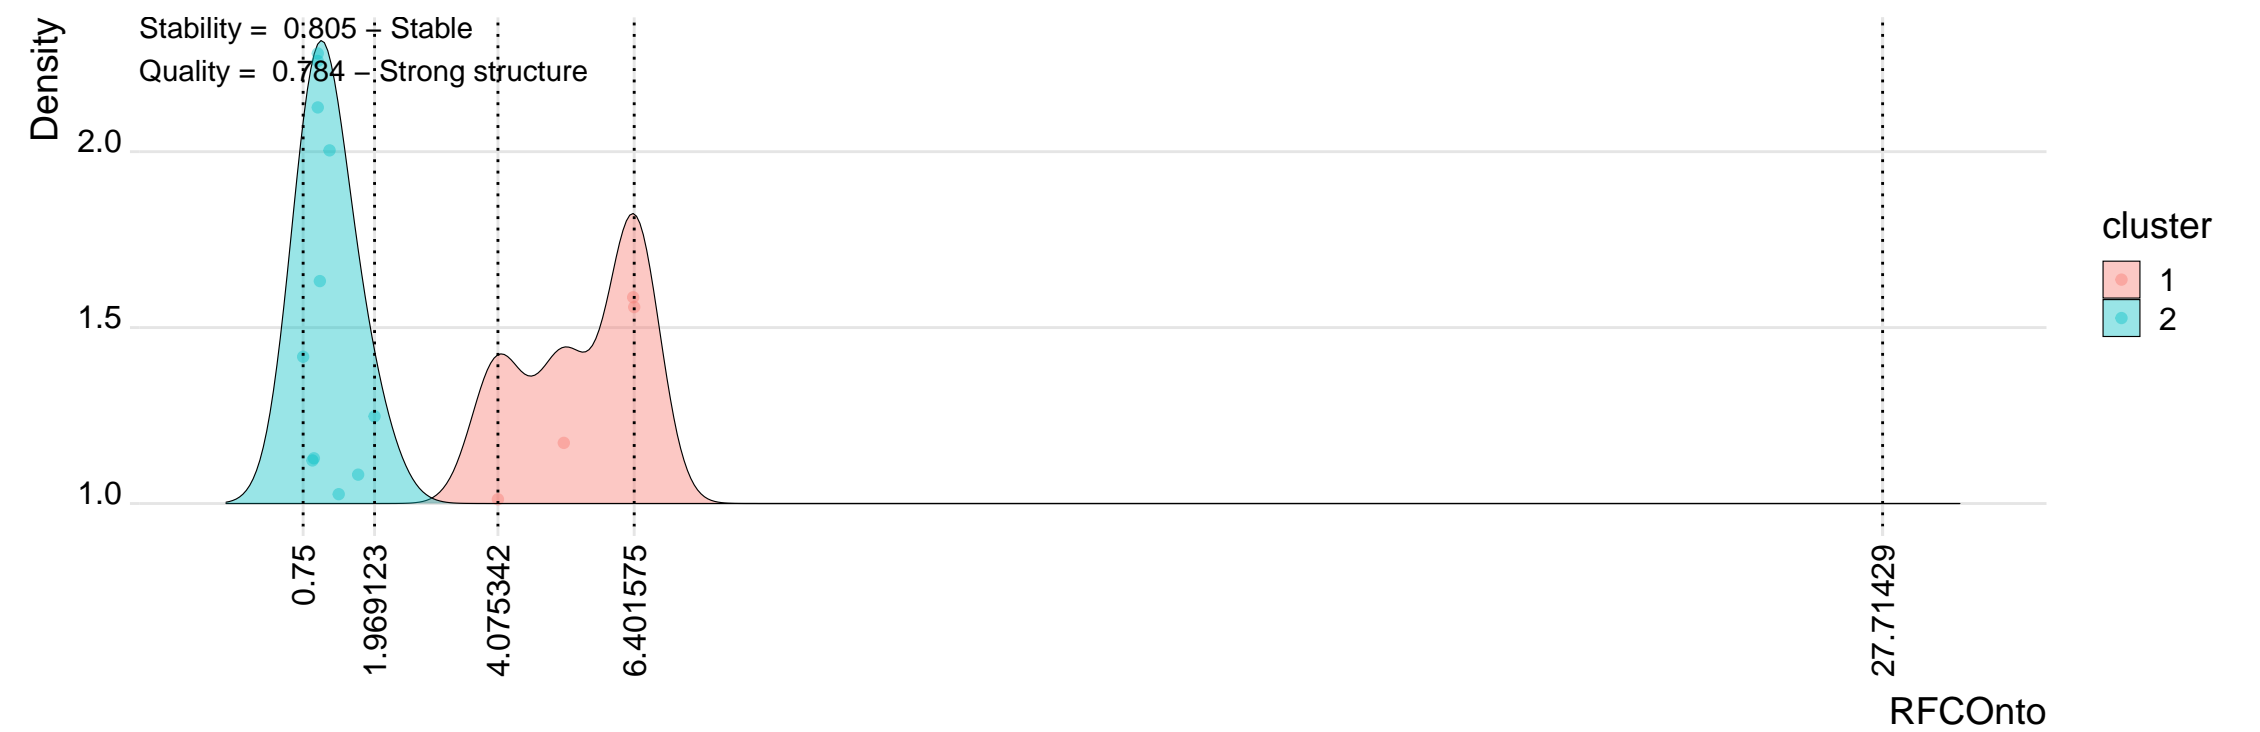 Stability =  0.805 − Stable
Quality =  0.784 − Strong structure
Density
2.0
1.5
1.0
0.75
1.969123
4.0753342
6.401575
27.71429
RFCOnto
cluster
1
2